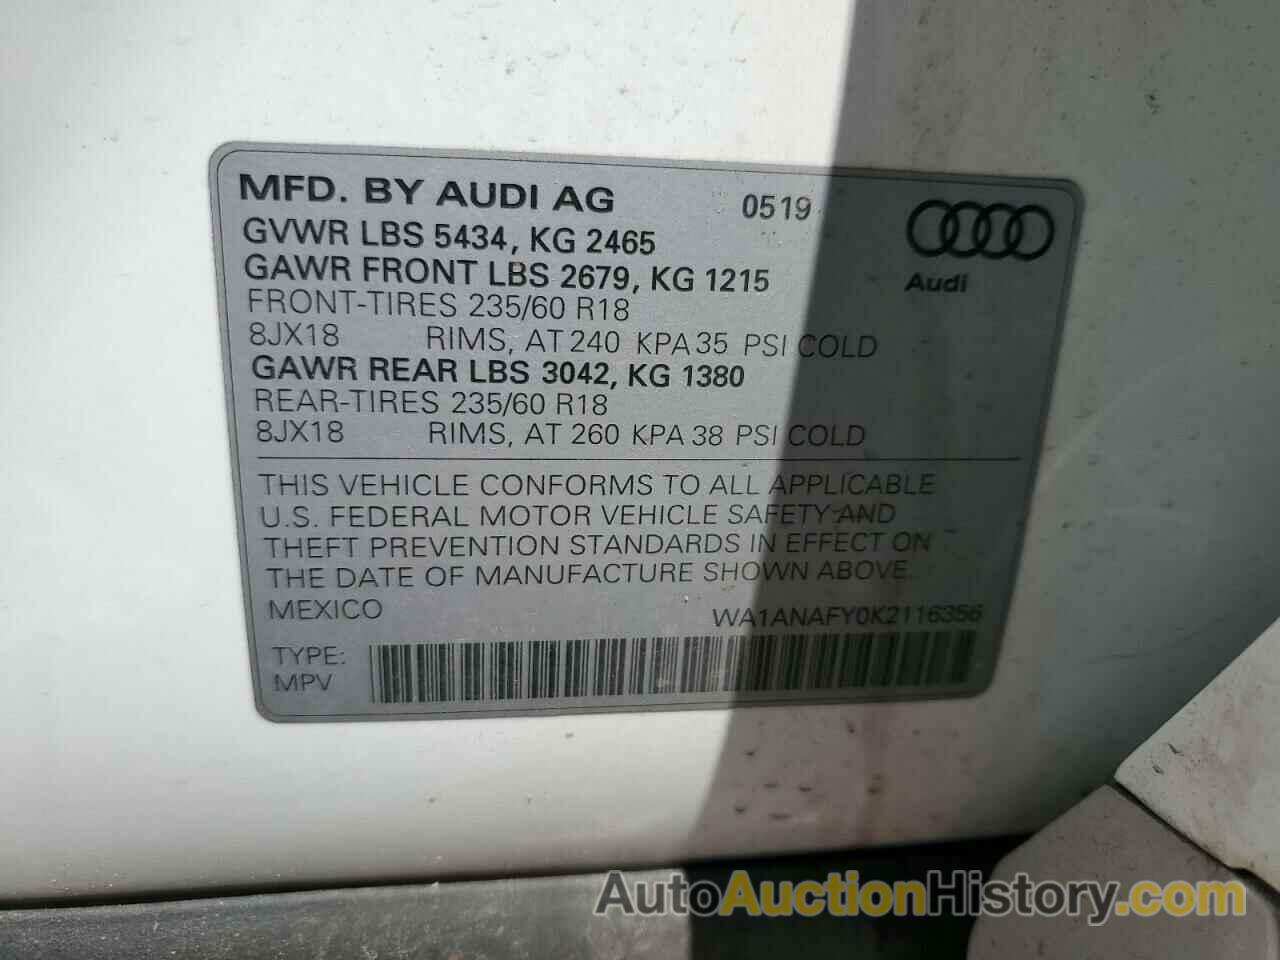 MFD. BY AUDI AG 0519
GVWR LBS 5434, KG 2465
GAWR FRONT LBS 2679, KG 1215
Audi
FRONT-TIRES 235/60 R18
8JX18 RIMS, AT 240 KPA 35 PSI COLD
GAWR REAR LBS 3042, KG 1380
REAR-TIRES 235/60 R18
8JX18 RIMS, AT 260 KPA 38 PSI COLD
THIS VEHICLE CONFORMS TO ALL APPLICABLE
U.S. FEDERAL MOTOR VEHICLE SAFETY AND
THEFT PREVENTION STANDARDS IN EFFECT ON
THE DATE OF MANUFACTURE SHOWN ABOVE.
MEXICO WA1ANAFY0K2116356
TYPE:
MPV
AutoAuctionHistory.com